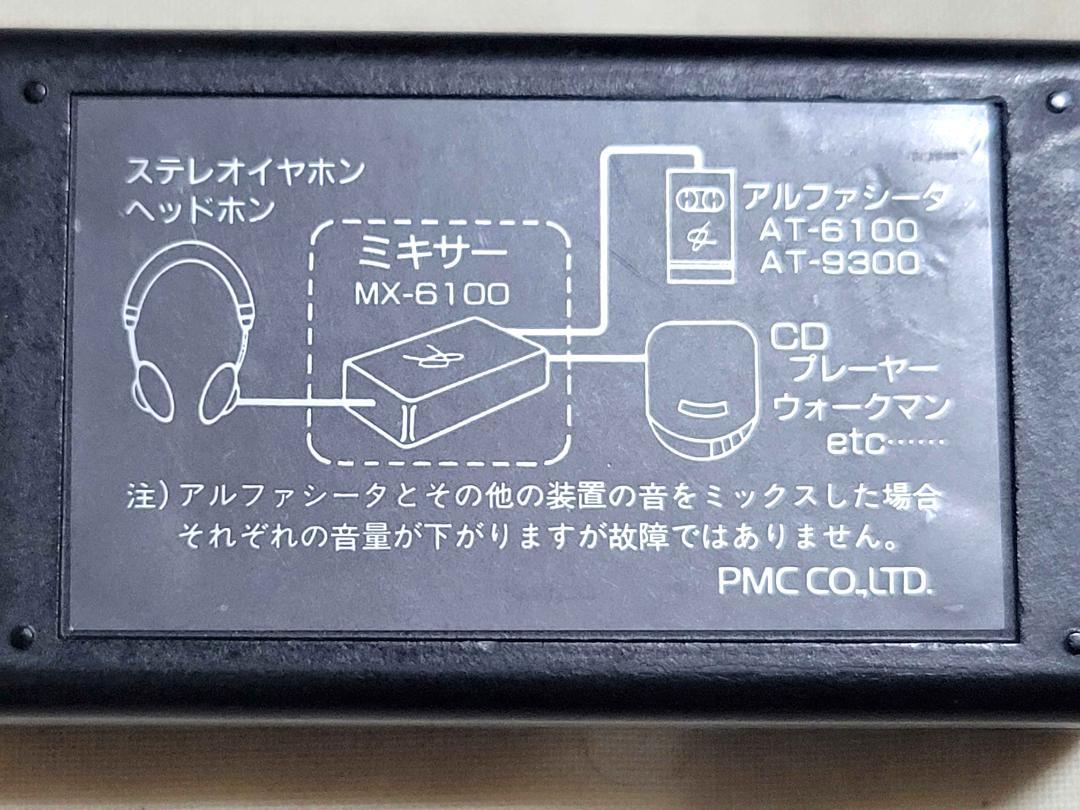 ステレオイヤホン
ヘッドホン
ミキサー
MX-6100
アルファシータ
AT-6100
AT-9300
CD
プレーヤー
ウォークマン
etc……
注)アルファシータとその他の装置の音をミックスした場合
それぞれの音量が下がりますが故障ではありません。
PMC CO.,LTD.